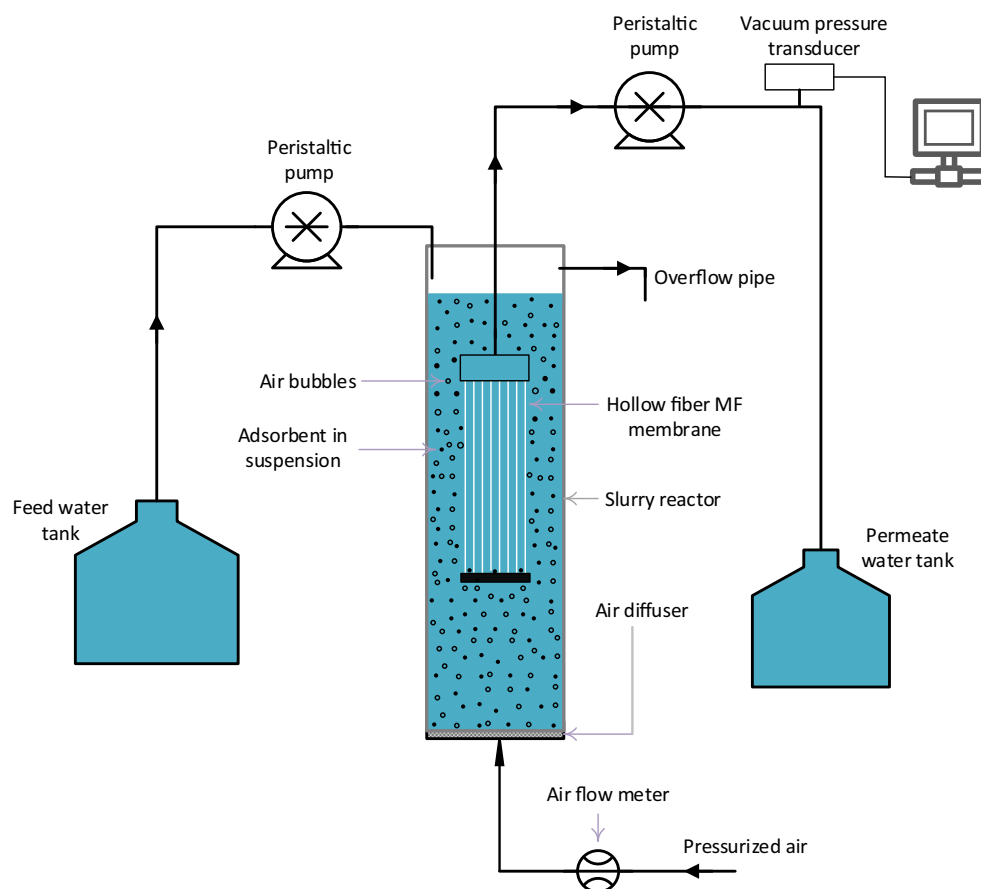 Peristaltic
pump
Vacuum pressure
transducer
Peristaltic
pump
Overflow pipe
Air bubbles
Hollow fiber MF
membrane
Adsorbent in
suspension
Slurry reactor
Feed water
tank
Permeate
water tank
Air diffuser
Air flow meter
Pressurized air